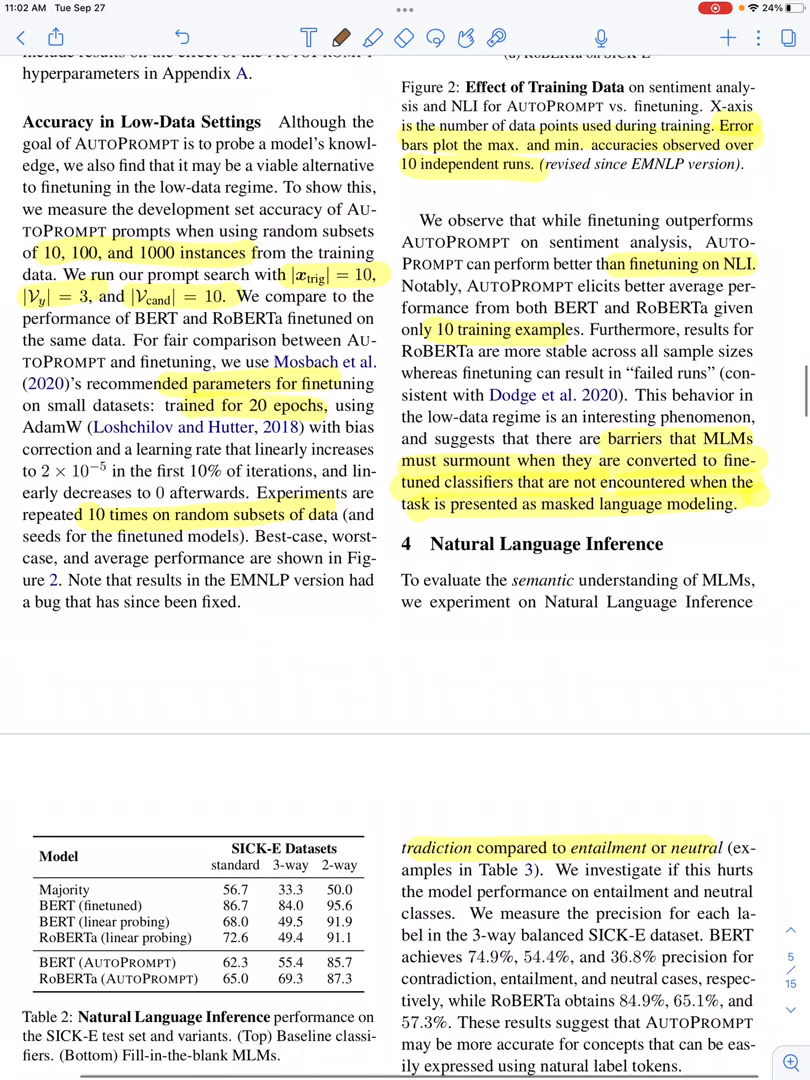 11:02 AM Tue Sep 27
24%
hyperparameters in Appendix A.
Accuracy in Low-Data Settings Although the
goal of AUTOPROMPT is to probe a model's knowl-
edge, we also find that it may be a viable alternative
to finetuning in the low-data regime. To show this,
we measure the development set accuracy of AU-
TOPROMPT prompts when using random subsets
of 10, 100, and 1000 instances from the training
data. We run our prompt search with |x_trig| = 10,
|V_y| = 3, and |V_cand| = 10. We compare to the
performance of BERT and RoBERTa finetuned on
the same data. For fair comparison between AU-
TOPROMPT and finetuning, we use Mosbach et al.
(2020)'s recommended parameters for finetuning
on small datasets: trained for 20 epochs, using
AdamW (Loshchilov and Hutter, 2018) with bias
correction and a learning rate that linearly increases
to 2 × 10⁻⁵ in the first 10% of iterations, and lin-
early decreases to 0 afterwards. Experiments are
repeated 10 times on random subsets of data (and
seeds for the finetuned models). Best-case, worst-
case, and average performance are shown in Fig-
ure 2. Note that results in the EMNLP version had
a bug that has since been fixed.
Figure 2: Effect of Training Data on sentiment analy-
sis and NLI for AUTOPROMPT vs. finetuning. X-axis
is the number of data points used during training. Error
bars plot the max. and min. accuracies observed over
10 independent runs. (revised since EMNLP version).
We observe that while finetuning outperforms
AUTOPROMPT on sentiment analysis, AUTO-
PROMPT can perform better than finetuning on NLI.
Notably, AUTOPROMPT elicits better average per-
formance from both BERT and RoBERTa given
only 10 training examples. Furthermore, results for
RoBERTa are more stable across all sample sizes
whereas finetuning can result in "failed runs" (con-
sistent with Dodge et al. 2020). This behavior in
the low-data regime is an interesting phenomenon,
and suggests that there are barriers that MLMs
must surmount when they are converted to fine-
tuned classifiers that are not encountered when the
task is presented as masked language modeling.
4 Natural Language Inference
To evaluate the semantic understanding of MLMs,
we experiment on Natural Language Inference
Model SICK-E Datasets
standard 3-way 2-way
Majority 56.7 33.3 50.0
BERT (finetuned) 86.7 84.0 95.6
BERT (linear probing) 68.0 49.5 91.9
RoBERTa (linear probing) 72.6 49.4 91.1
BERT (AUTOPROMPT) 62.3 55.4 85.7
RoBERTa (AUTOPROMPT) 65.0 69.3 87.3
Table 2: Natural Language Inference performance on
the SICK-E test set and variants. (Top) Baseline classi-
fiers. (Bottom) Fill-in-the-blank MLMs.
tradiction compared to entailment or neutral (ex-
amples in Table 3). We investigate if this hurts
the model performance on entailment and neutral
classes. We measure the precision for each la-
bel in the 3-way balanced SICK-E dataset. BERT
achieves 74.9%, 54.4%, and 36.8% precision for
contradiction, entailment, and neutral cases, respec-
tively, while RoBERTa obtains 84.9%, 65.1%, and
57.3%. These results suggest that AUTOPROMPT
may be more accurate for concepts that can be eas-
ily expressed using natural label tokens.
5
/
15